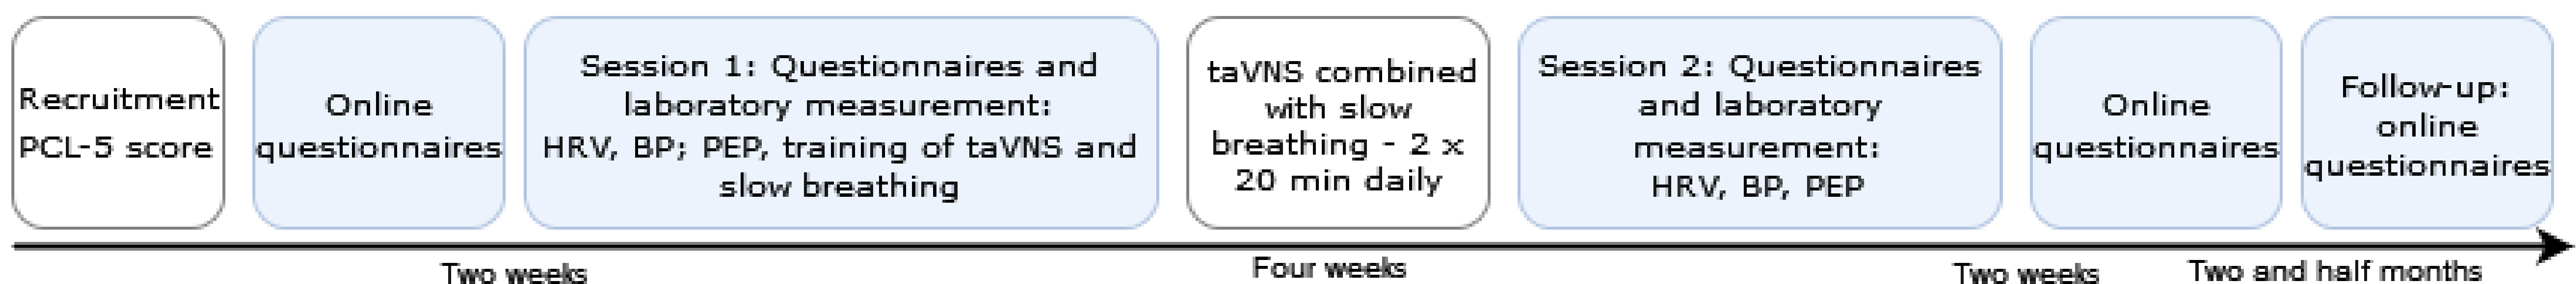 Recruitment
PCL-5 score
Online
questionnaires
Session 1: Questionnaires and
laboratory measurement:
HRV, BP; PEP, training of taVNS and
slow breathing
taVNS combined
with slow
breathing - 2 x
20 min daily
Session 2: Questionnaires
and laboratory
measurement:
HRV, BP, PEP
Online
questionnaires
Follow-up:
online
questionnaires
Two weeks
Four weeks
Two weeks
Two and half months